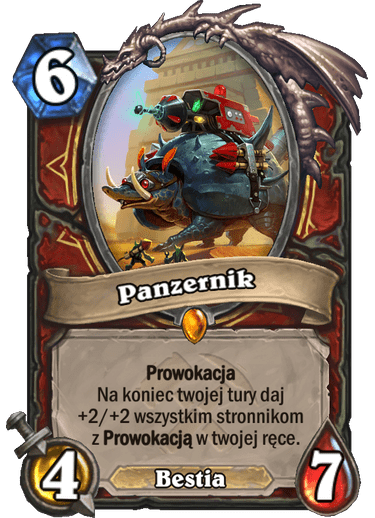 6
Panzernik
Prowokacja
Na koniec twojej tury daj
+2/+2 wszystkim stronnikom
z Prowokacją w twojej ręce.
4
Bestia
7